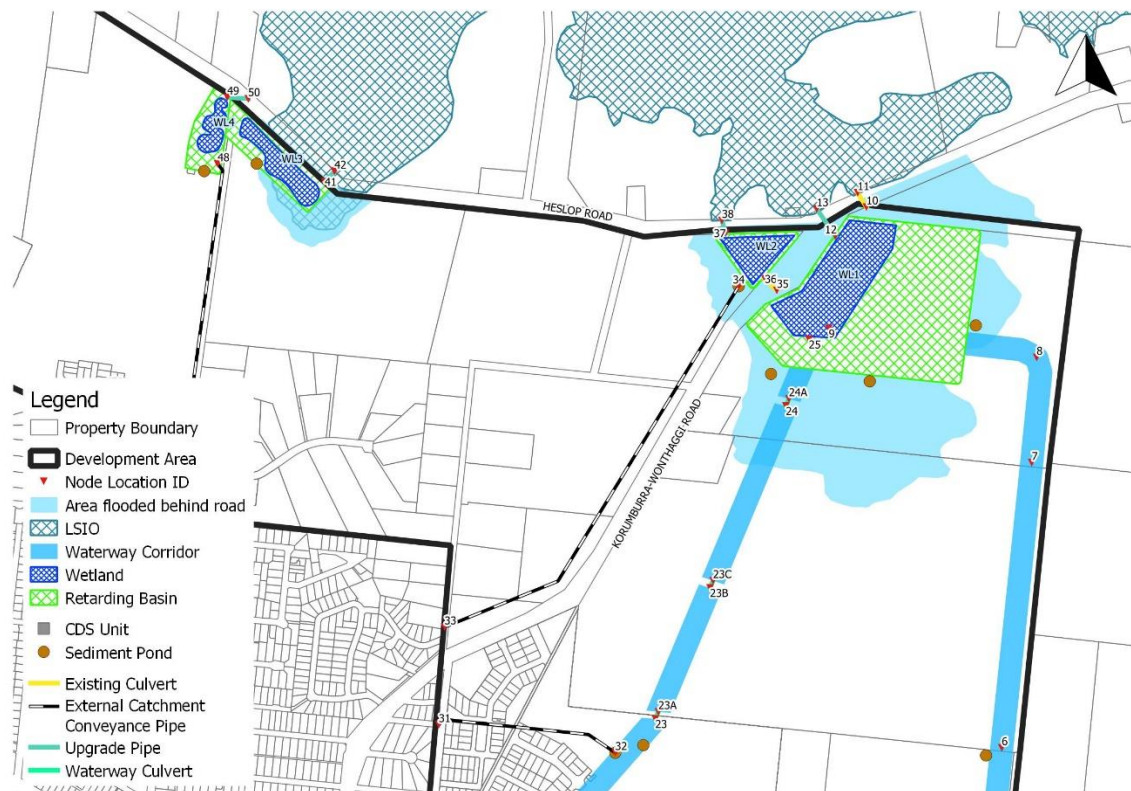 49
50
WL4
48
WL3
42
41
HESLOP ROAD
38
37
WL2
13
12
11
10
34
36
35
WL1
9
25
8
24A
24
7
KORUMBURRA-WONTHAGGI ROAD
23C
23B
33
23A
23
31
32
6
Legend
Property Boundary
Development Area
Node Location ID
Area flooded behind road
LSIO
Waterway Corridor
Wetland
Retarding Basin
CDS Unit
Sediment Pond
Existing Culvert
External Catchment
Conveyance Pipe
Upgrade Pipe
Waterway Culvert